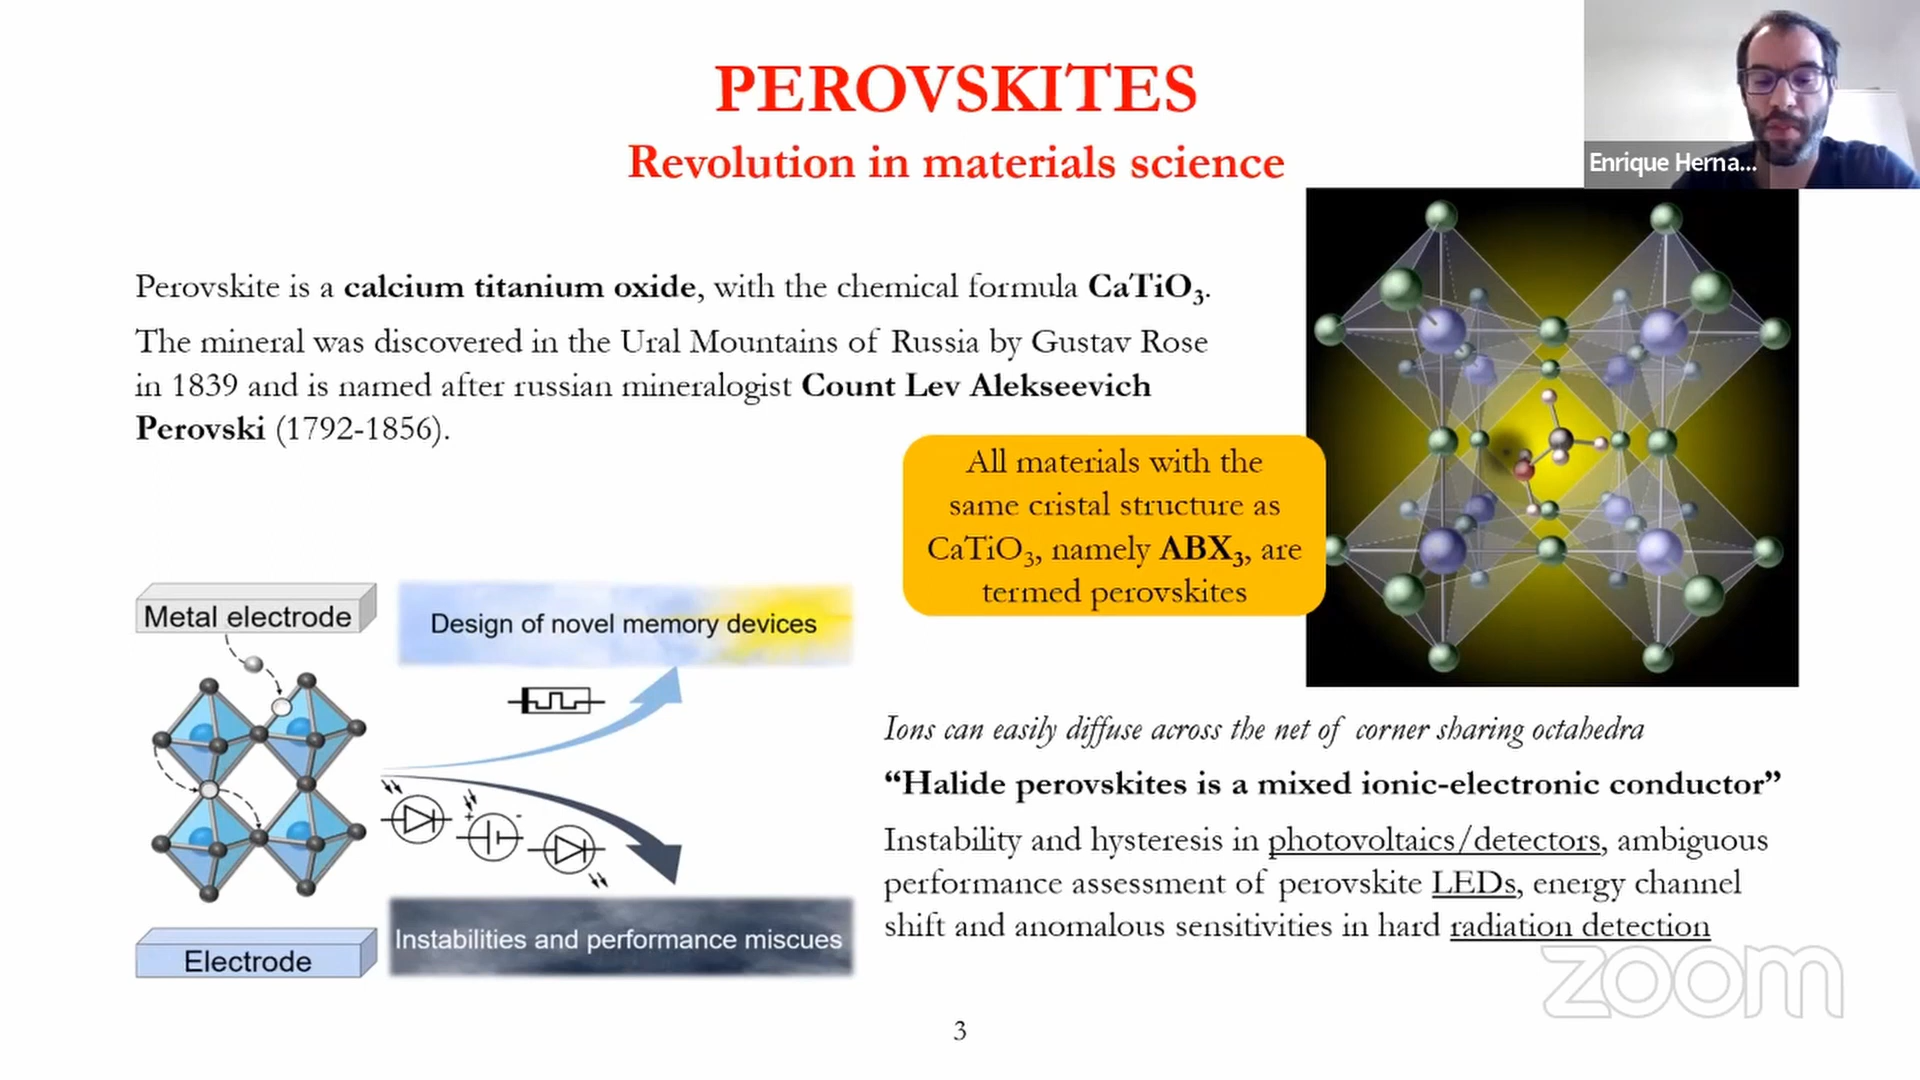 PEROVSKITES
Revolution in materials science
Enrique Herna...
Perovskite is a calcium titanium oxide, with the chemical formula CaTiO₃.
The mineral was discovered in the Ural Mountains of Russia by Gustav Rose
in 1839 and is named after russian mineralogist Count Lev Alekseevich
Perovski (1792-1856).
All materials with the
same cristal structure as
CaTiO₃, namely ABX₃, are
termed perovskites
Metal electrode
Design of novel memory devices
+ -
Instabilities and performance miscues
Electrode
Ions can easily diffuse across the net of corner sharing octahedra
“Halide perovskites is a mixed ionic-electronic conductor”
Instability and hysteresis in photovoltaics/detectors, ambiguous
performance assessment of perovskite LEDs, energy channel
shift and anomalous sensitivities in hard radiation detection
zoom
3